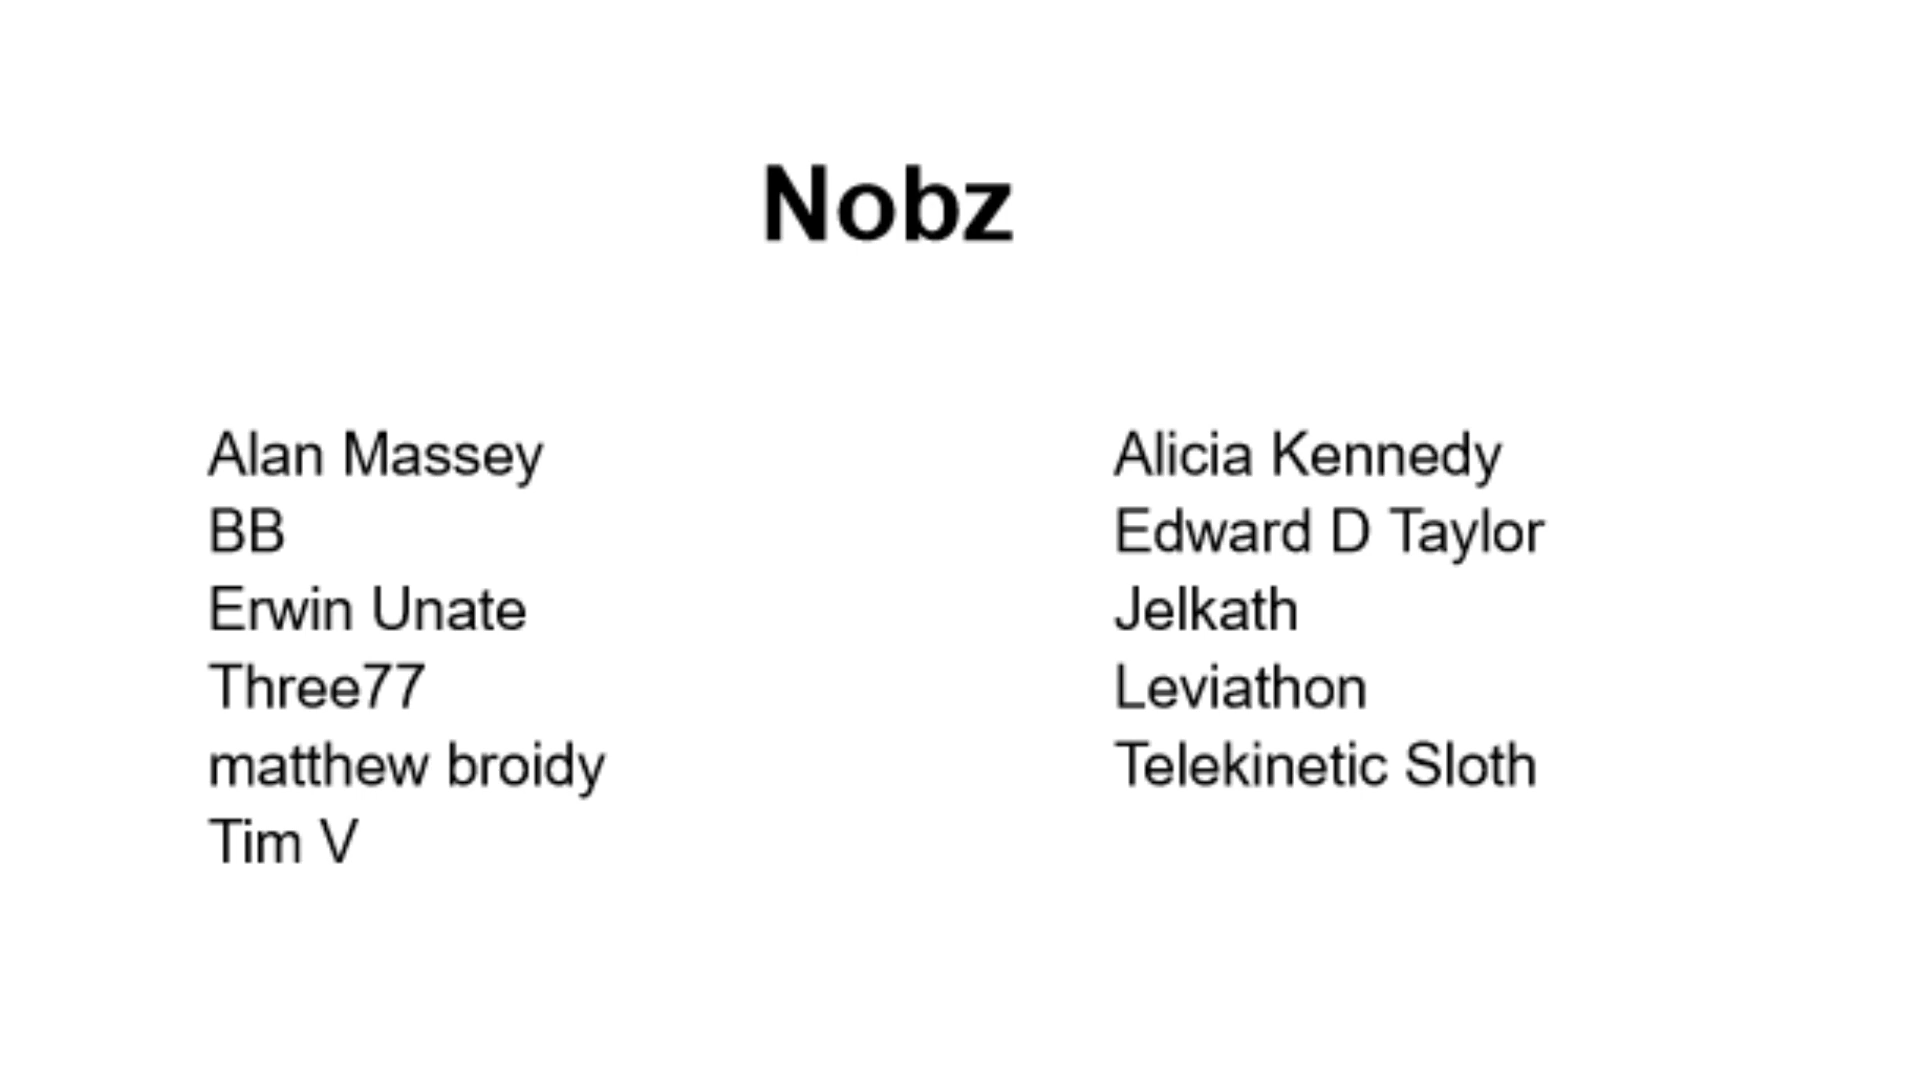 Nobz
Alan Massey
BB
Erwin Unate
Three77
matthew broidy
Tim V
Alicia Kennedy
Edward D Taylor
Jelkath
Leviathon
Telekinetic Sloth